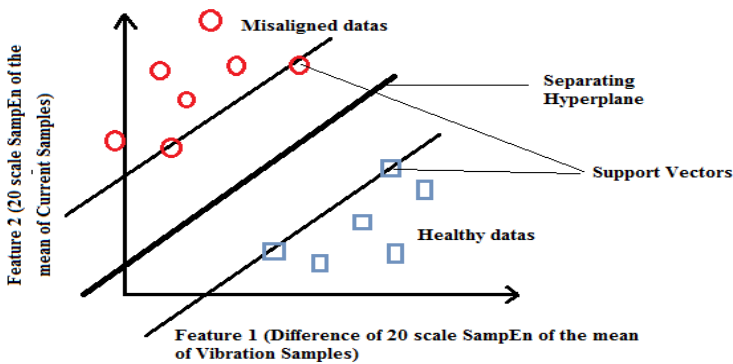 Misaligned datas
Separating
Hyperplane
Support Vectors
Healthy datas
Feature 2 (20 scale SampEn of the
mean of Current Samples)
Feature 1 (Difference of 20 scale SampEn of the mean
of Vibration Samples)